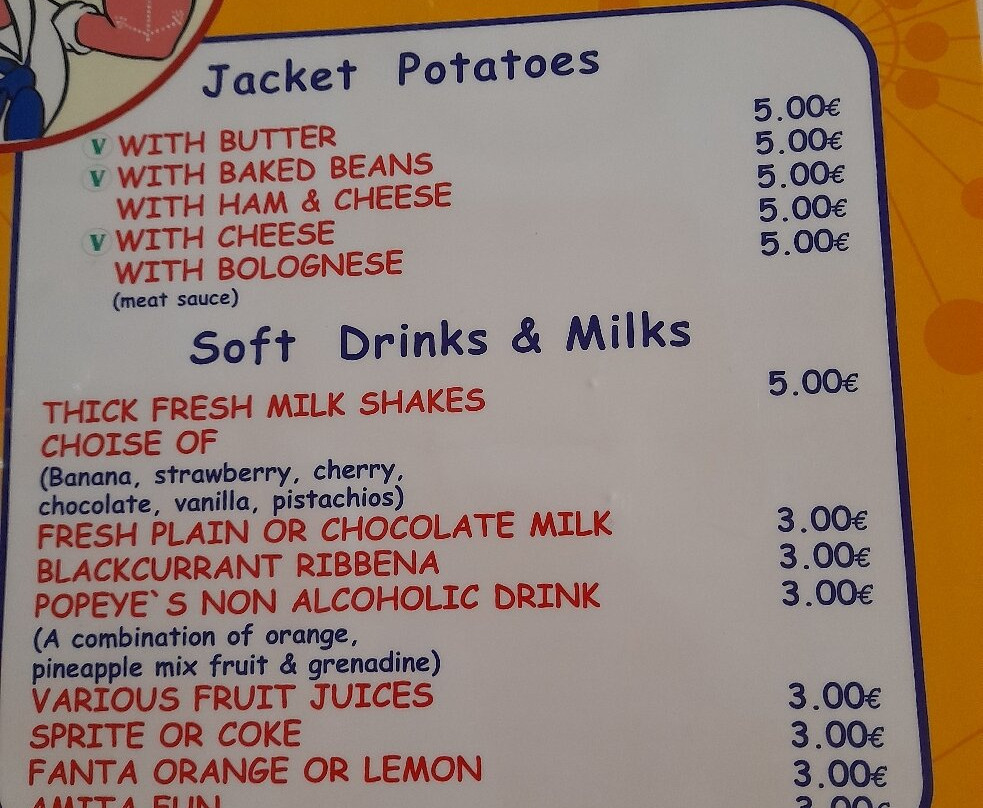 Jacket Potatoes
V WITH BUTTER 5.00€
V WITH BAKED BEANS 5.00€
WITH HAM & CHEESE 5.00€
V WITH CHEESE 5.00€
WITH BOLOGNESE 5.00€
(meat sauce)
Soft Drinks & Milks
THICK FRESH MILK SHAKES 5.00€
CHOISE OF
(Banana, strawberry, cherry,
chocolate, vanilla, pistachios)
FRESH PLAIN OR CHOCOLATE MILK 3.00€
BLACKCURRANT RIBBENA 3.00€
POPEYE`S NON ALCOHOLIC DRINK 3.00€
(A combination of orange,
pineapple mix fruit & grenadine)
VARIOUS FRUIT JUICES 3.00€
SPRITE OR COKE 3.00€
FANTA ORANGE OR LEMON 3.00€
AMITA FUN 3.00€